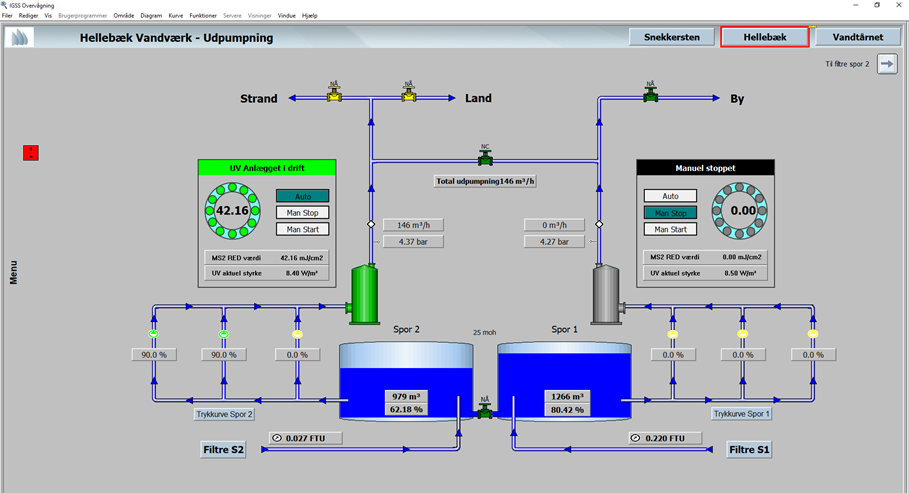 IGSS Overvågning
Filer Rediger Vis Brugerprogrammer Område Diagram Kurve Funktioner Servere Visninger Vindue Hjælp
Hellebæk Vandværk - Udpumpning
Snekkersten Hellebæk Vandtårnet
Til filtre spor 2
NÅ NÅ NÅ
Strand Land By
NC
UV Anlægget i drift
Manuel stoppet
Total udpumpning146 m³/h
42.16 Auto
Man Stop
Man Start
Auto 0.00
Man Stop
Man Start
146 m³/h 0 m³/h
4.37 bar 4.27 bar
MS2 RED værdi 42.16 mJ/cm2
UV aktuel styrke 8.40 W/m²
MS2 RED værdi 0.00 mJ/cm2
UV aktuel styrke 8.50 W/m²
Menu
Spor 2 25 moh Spor 1
90.0 % 90.0 % 0.0 % 0.0 % 0.0 % 0.0 %
979 m³ 1266 m³
62.18 % 80.42 %
NÅ
Trykkurve Spor 2 Trykkurve Spor 1
0.027 FTU 0.220 FTU
Filtre S2 Filtre S1